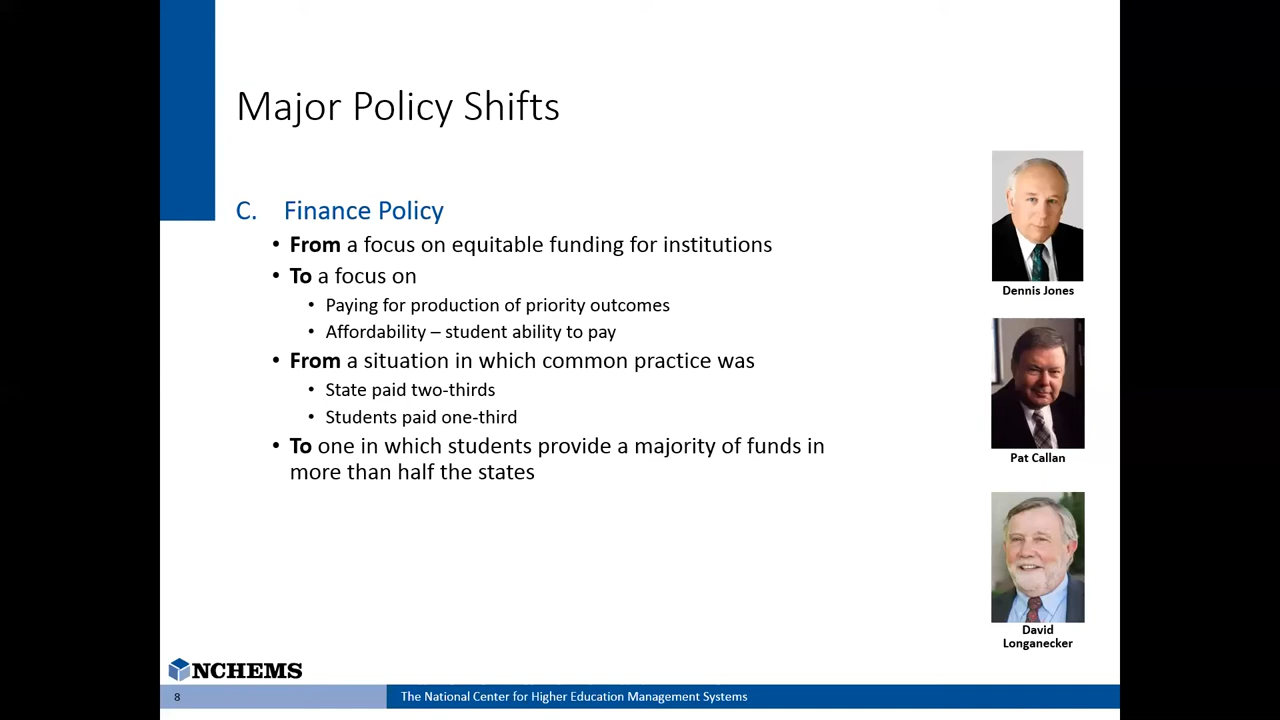 Major Policy Shifts
C. Finance Policy
• From a focus on equitable funding for institutions
• To a focus on
• Paying for production of priority outcomes
• Affordability – student ability to pay
• From a situation in which common practice was
• State paid two-thirds
• Students paid one-third
• To one in which students provide a majority of funds in
more than half the states
Dennis Jones
Pat Callan
David
Longanecker
NCHEMS
8
The National Center for Higher Education Management Systems